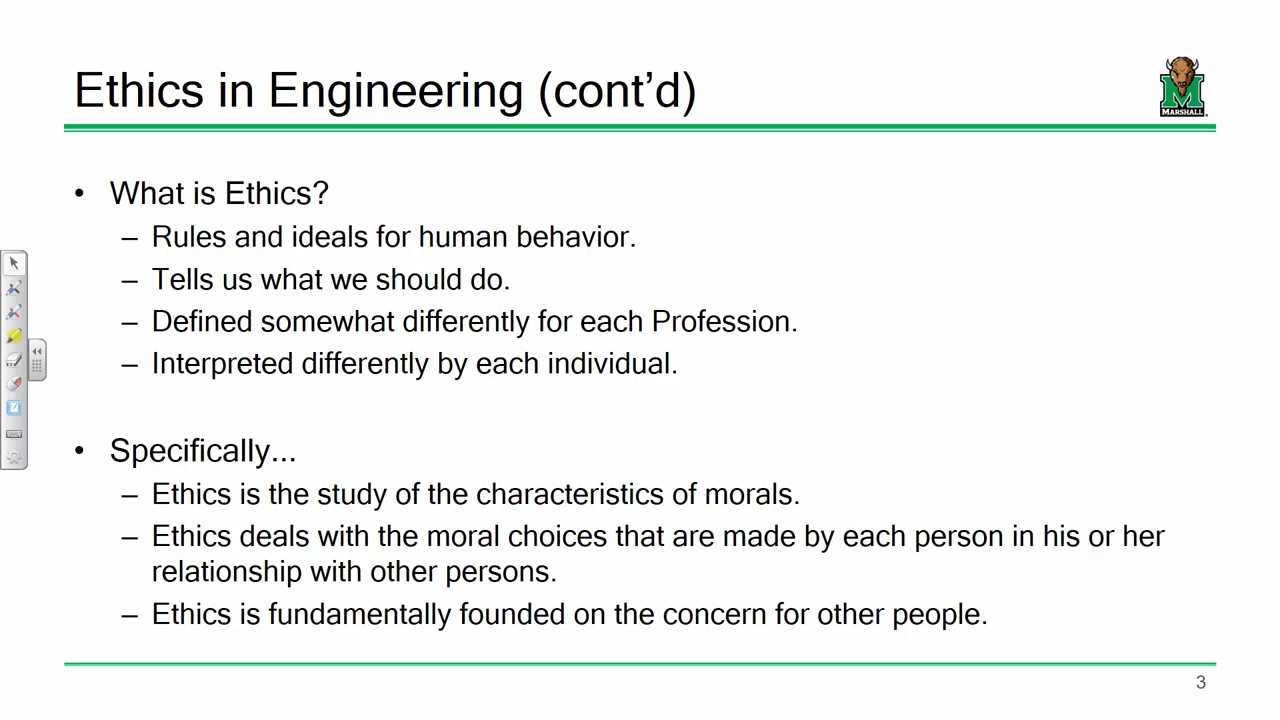 Ethics in Engineering (cont’d)
M
MARSHALL
• What is Ethics?
– Rules and ideals for human behavior.
– Tells us what we should do.
– Defined somewhat differently for each Profession.
– Interpreted differently by each individual.
• Specifically...
– Ethics is the study of the characteristics of morals.
– Ethics deals with the moral choices that are made by each person in his or her
relationship with other persons.
– Ethics is fundamentally founded on the concern for other people.
3